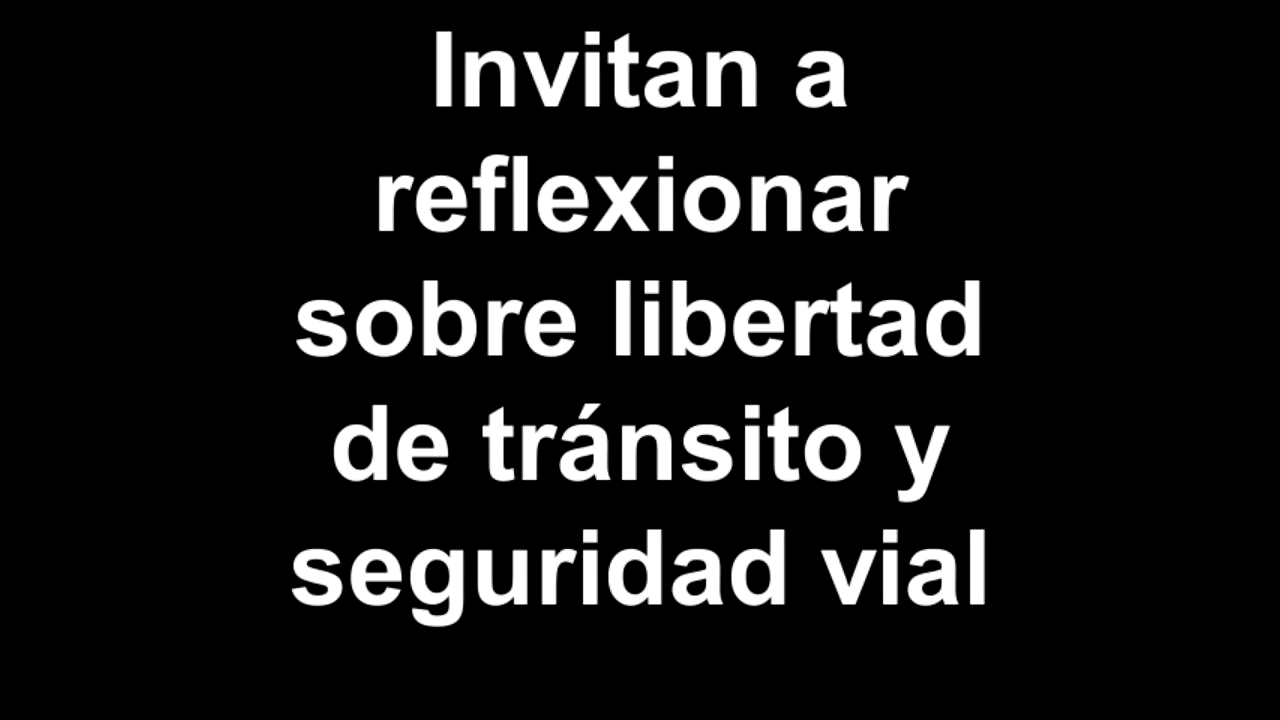 Invitan a
reflexionar
sobre libertad
de tránsito y
seguridad vial